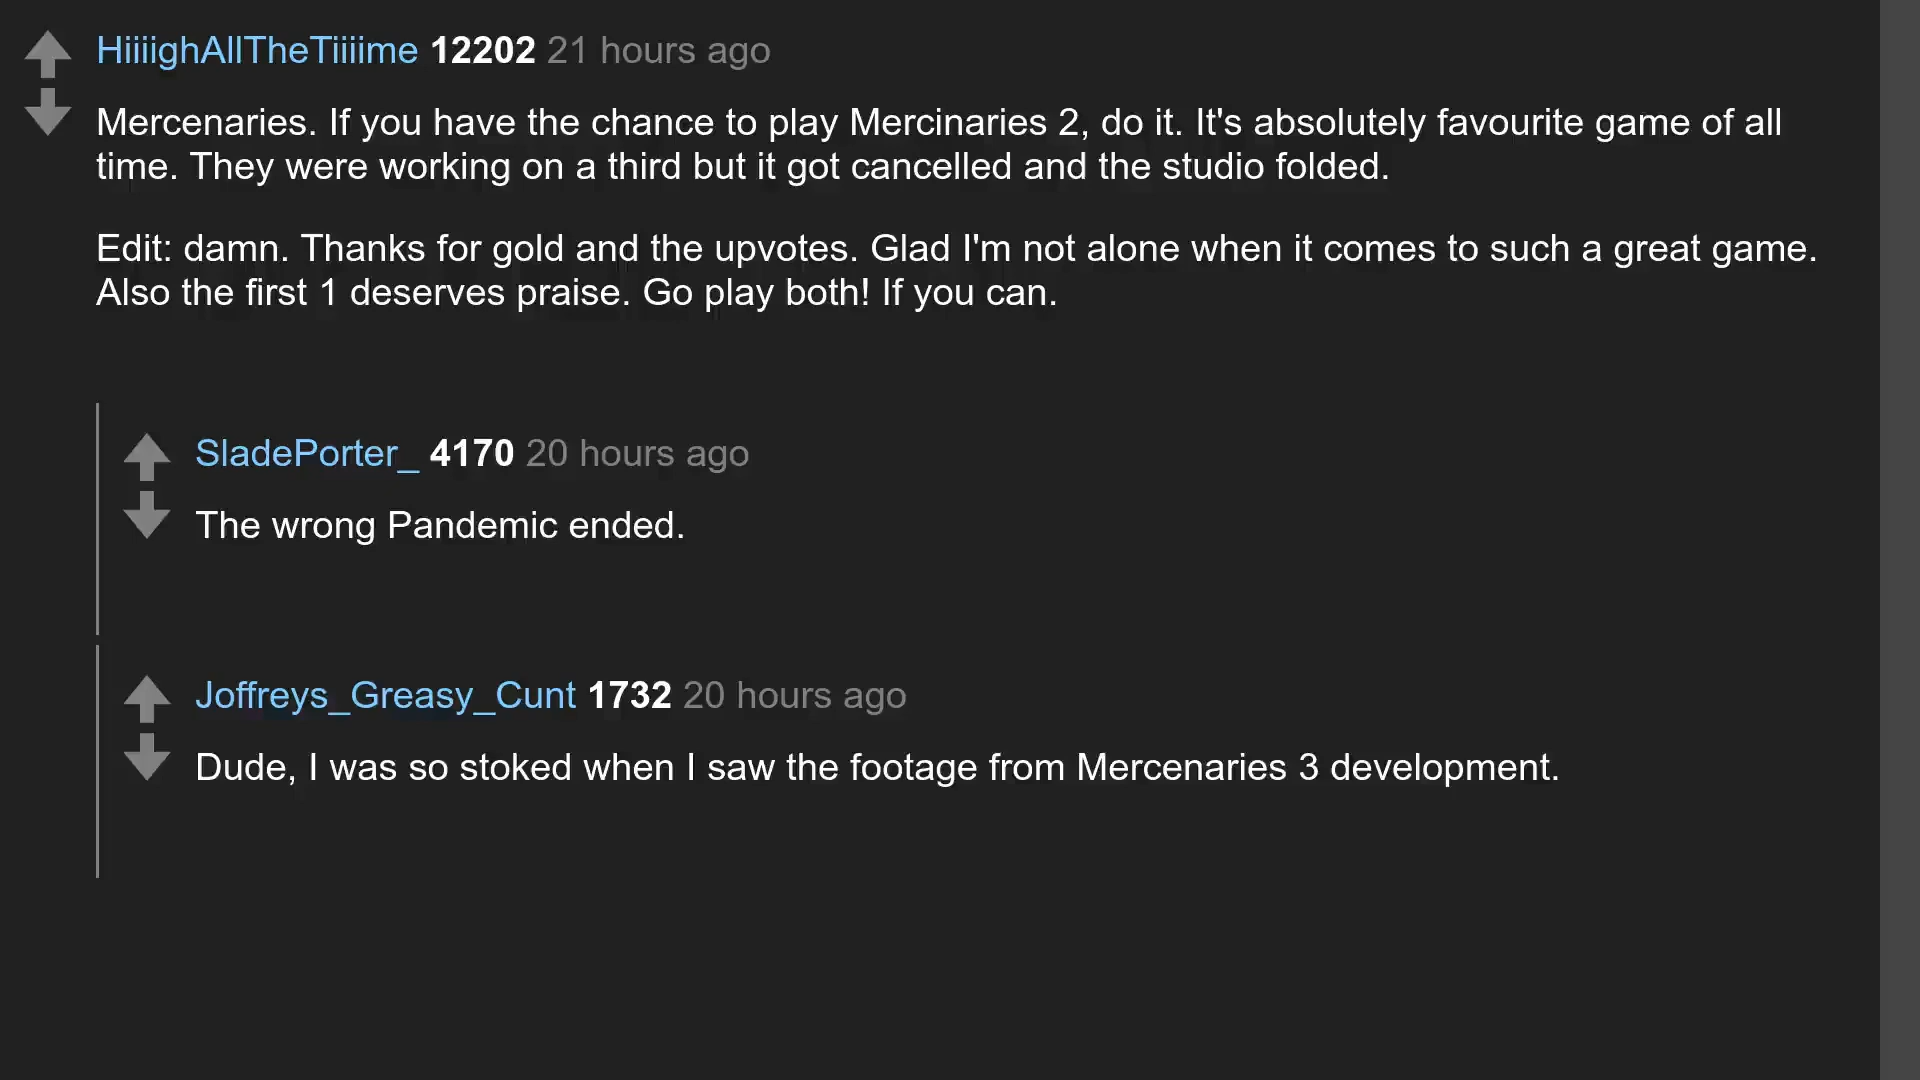 HiiiighAllTheTiiiime 12202 21 hours ago
Mercenaries. If you have the chance to play Mercinaries 2, do it. It's absolutely favourite game of all
time. They were working on a third but it got cancelled and the studio folded.
Edit: damn. Thanks for gold and the upvotes. Glad I'm not alone when it comes to such a great game.
Also the first 1 deserves praise. Go play both! If you can.
SladePorter_ 4170 20 hours ago
The wrong Pandemic ended.
Joffreys_Greasy_Cunt 1732 20 hours ago
Dude, I was so stoked when I saw the footage from Mercenaries 3 development.